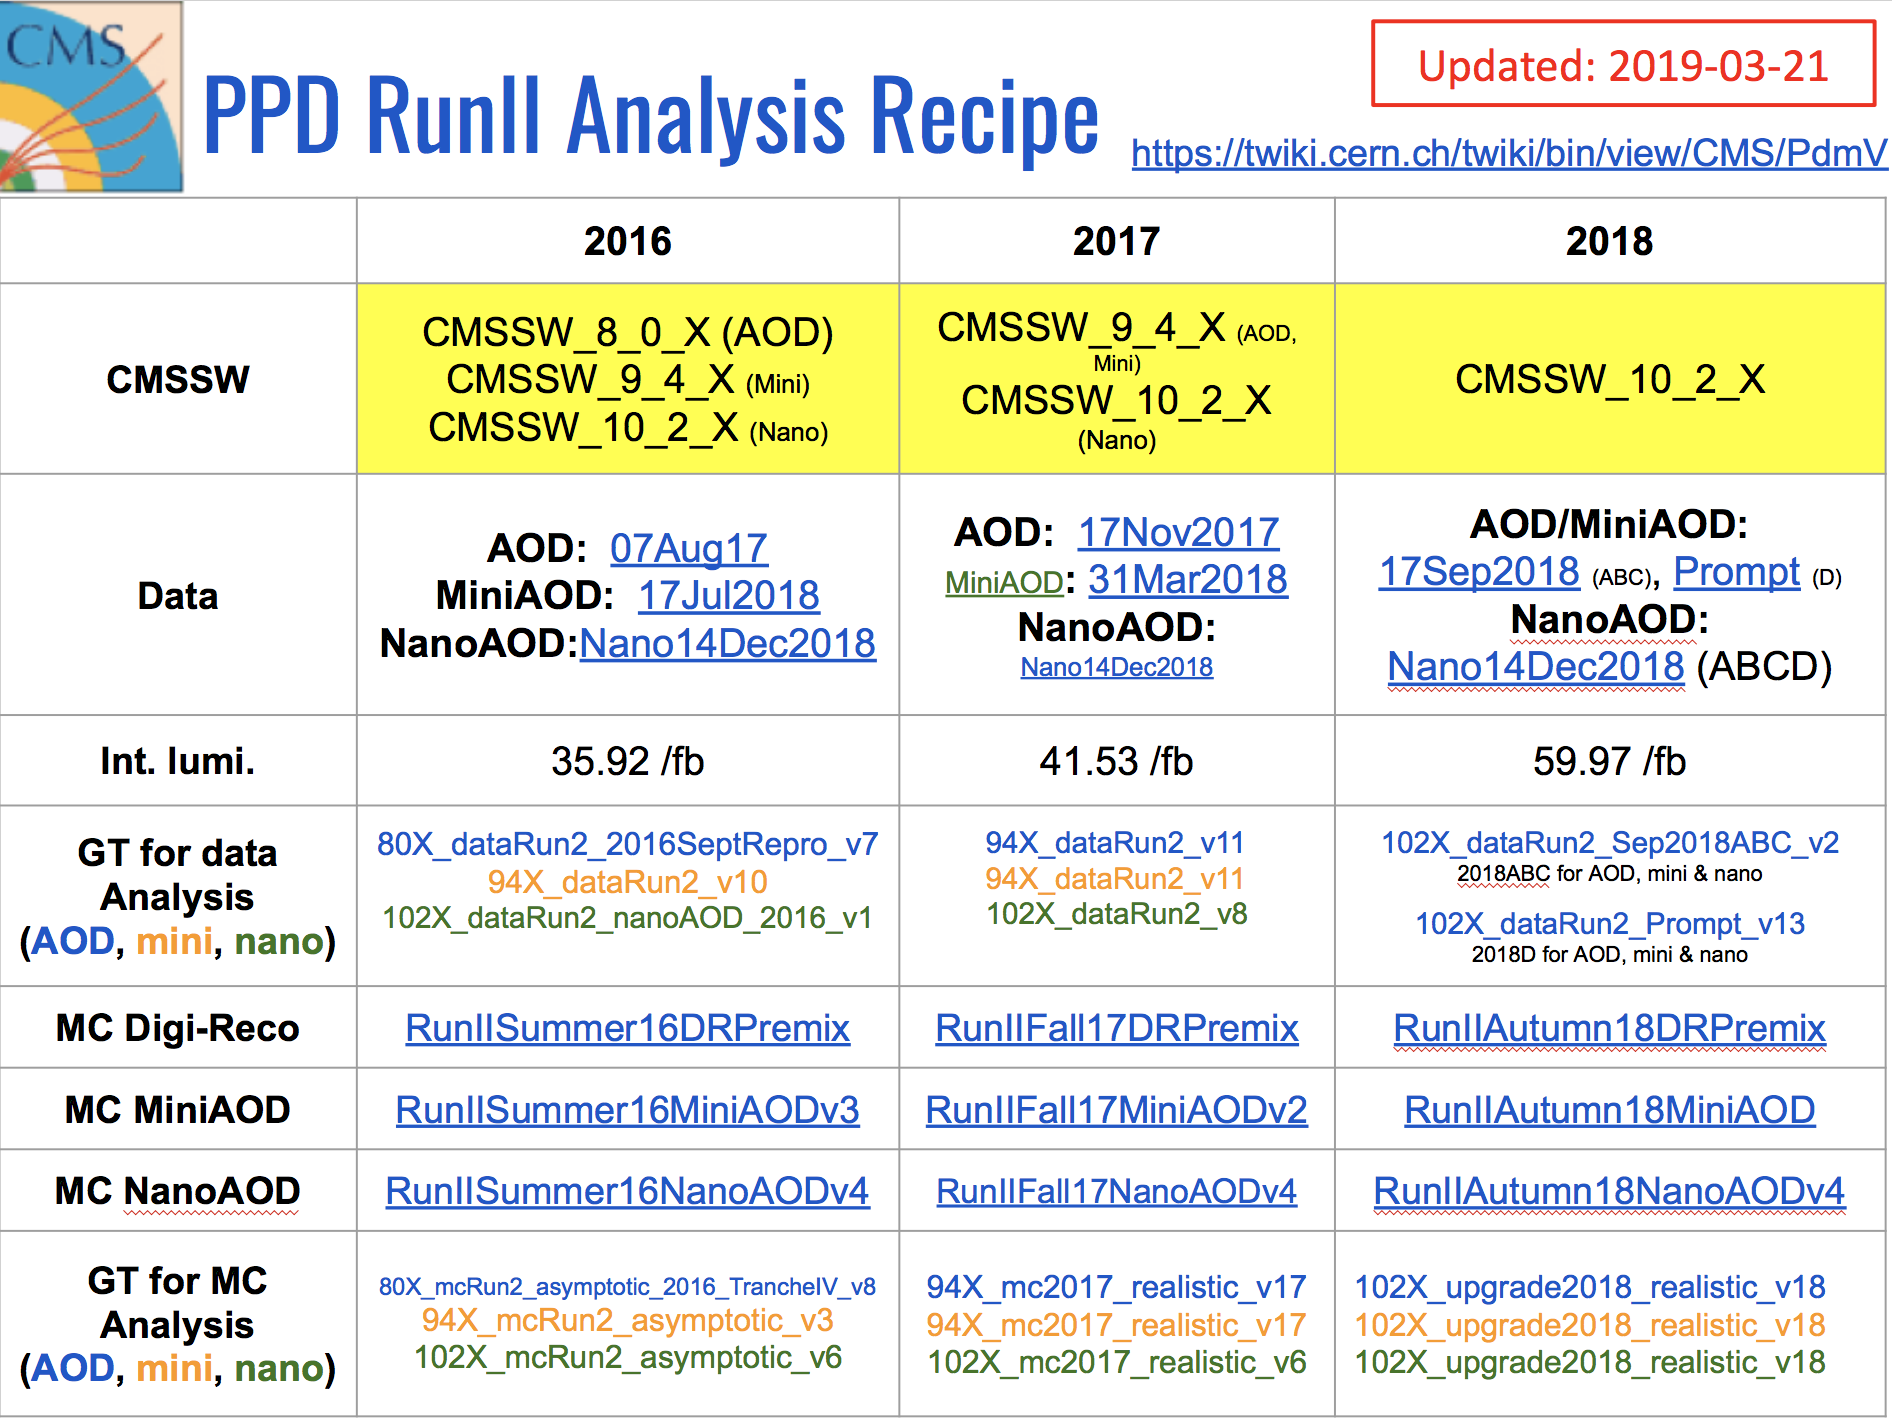 CMS
PPD RunII Analysis Recipe
Updated: 2019-03-21
https://twiki.cern.ch/twiki/bin/view/CMS/PdmV
2016
2017
2018
CMSSW
CMSSW_8_0_X (AOD)
CMSSW_9_4_X (Mini)
CMSSW_10_2_X (Nano)
CMSSW_9_4_X (AOD,
Mini)
CMSSW_10_2_X
(Nano)
CMSSW_10_2_X
Data
AOD: 07Aug17
MiniAOD: 17Jul2018
NanoAOD:Nano14Dec2018
AOD: 17Nov2017
MiniAOD: 31Mar2018
NanoAOD:
Nano14Dec2018
AOD/MiniAOD:
17Sep2018 (ABC), Prompt (D)
NanoAOD:
Nano14Dec2018 (ABCD)
Int. lumi.
35.92 /fb
41.53 /fb
59.97 /fb
GT for data
Analysis
(AOD, mini, nano)
80X_dataRun2_2016SeptRepro_v7
94X_dataRun2_v10
102X_dataRun2_nanoAOD_2016_v1
94X_dataRun2_v11
94X_dataRun2_v11
102X_dataRun2_v8
102X_dataRun2_Sep2018ABC_v2
2018ABC for AOD, mini & nano
102X_dataRun2_Prompt_v13
2018D for AOD, mini & nano
MC Digi-Reco
RunIISummer16DRPremix
RunIIFall17DRPremix
RunIIAutumn18DRPremix
MC MiniAOD
RunIISummer16MiniAODv3
RunIIFall17MiniAODv2
RunIIAutumn18MiniAOD
MC NanoAOD
RunIISummer16NanoAODv4
RunIIFall17NanoAODv4
RunIIAutumn18NanoAODv4
GT for MC
Analysis
(AOD, mini, nano)
80X_mcRun2_asymptotic_2016_TrancheIV_v8
94X_mcRun2_asymptotic_v3
102X_mcRun2_asymptotic_v6
94X_mc2017_realistic_v17
94X_mc2017_realistic_v17
102X_mc2017_realistic_v6
102X_upgrade2018_realistic_v18
102X_upgrade2018_realistic_v18
102X_upgrade2018_realistic_v18